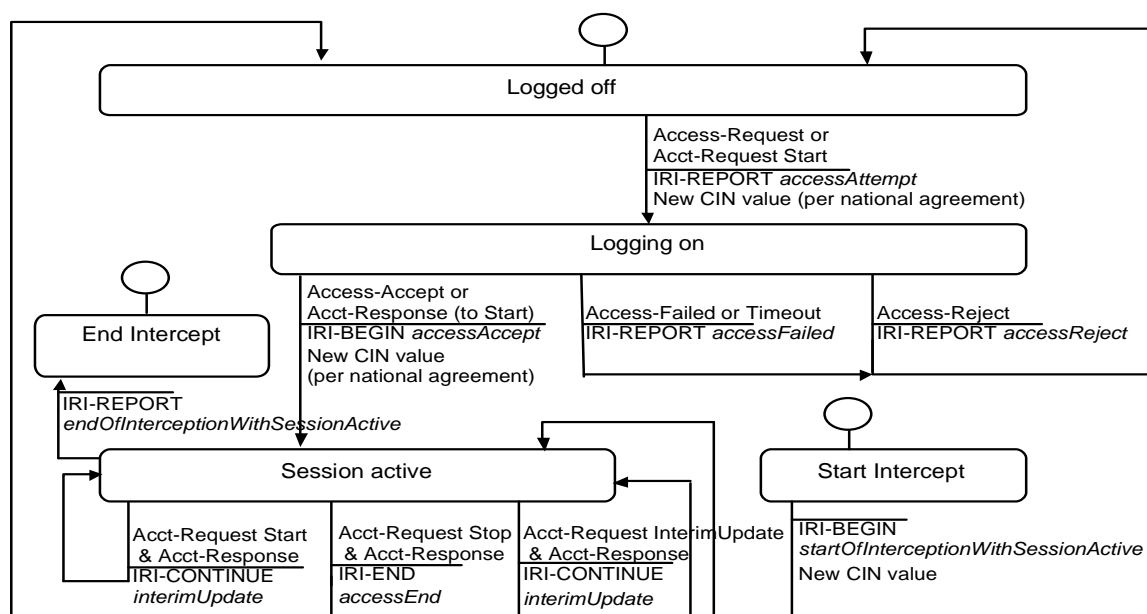 Logged off
Access-Request or
Acct-Request Start
IRI-REPORT accessAttempt
New CIN value (per national agreement)
Logging on
Access-Accept or
Acct-Response (to Start)
IRI-BEGIN accessAccept
New CIN value
(per national agreement)
Access-Failed or Timeout
IRI-REPORT accessFailed
Access-Reject
IRI-REPORT accessReject
End Intercept
IRI-REPORT
endOfInterceptionWithSessionActive
Session active
Start Intercept
Acct-Request Start
& Acct-Response
IRI-CONTINUE
interimUpdate
Acct-Request Stop
& Acct-Response
IRI-END
accessEnd
Acct-Request InterimUpdate
& Acct-Response
IRI-CONTINUE
interimUpdate
IRI-BEGIN
startOfInterceptionWithSessionActive
New CIN value